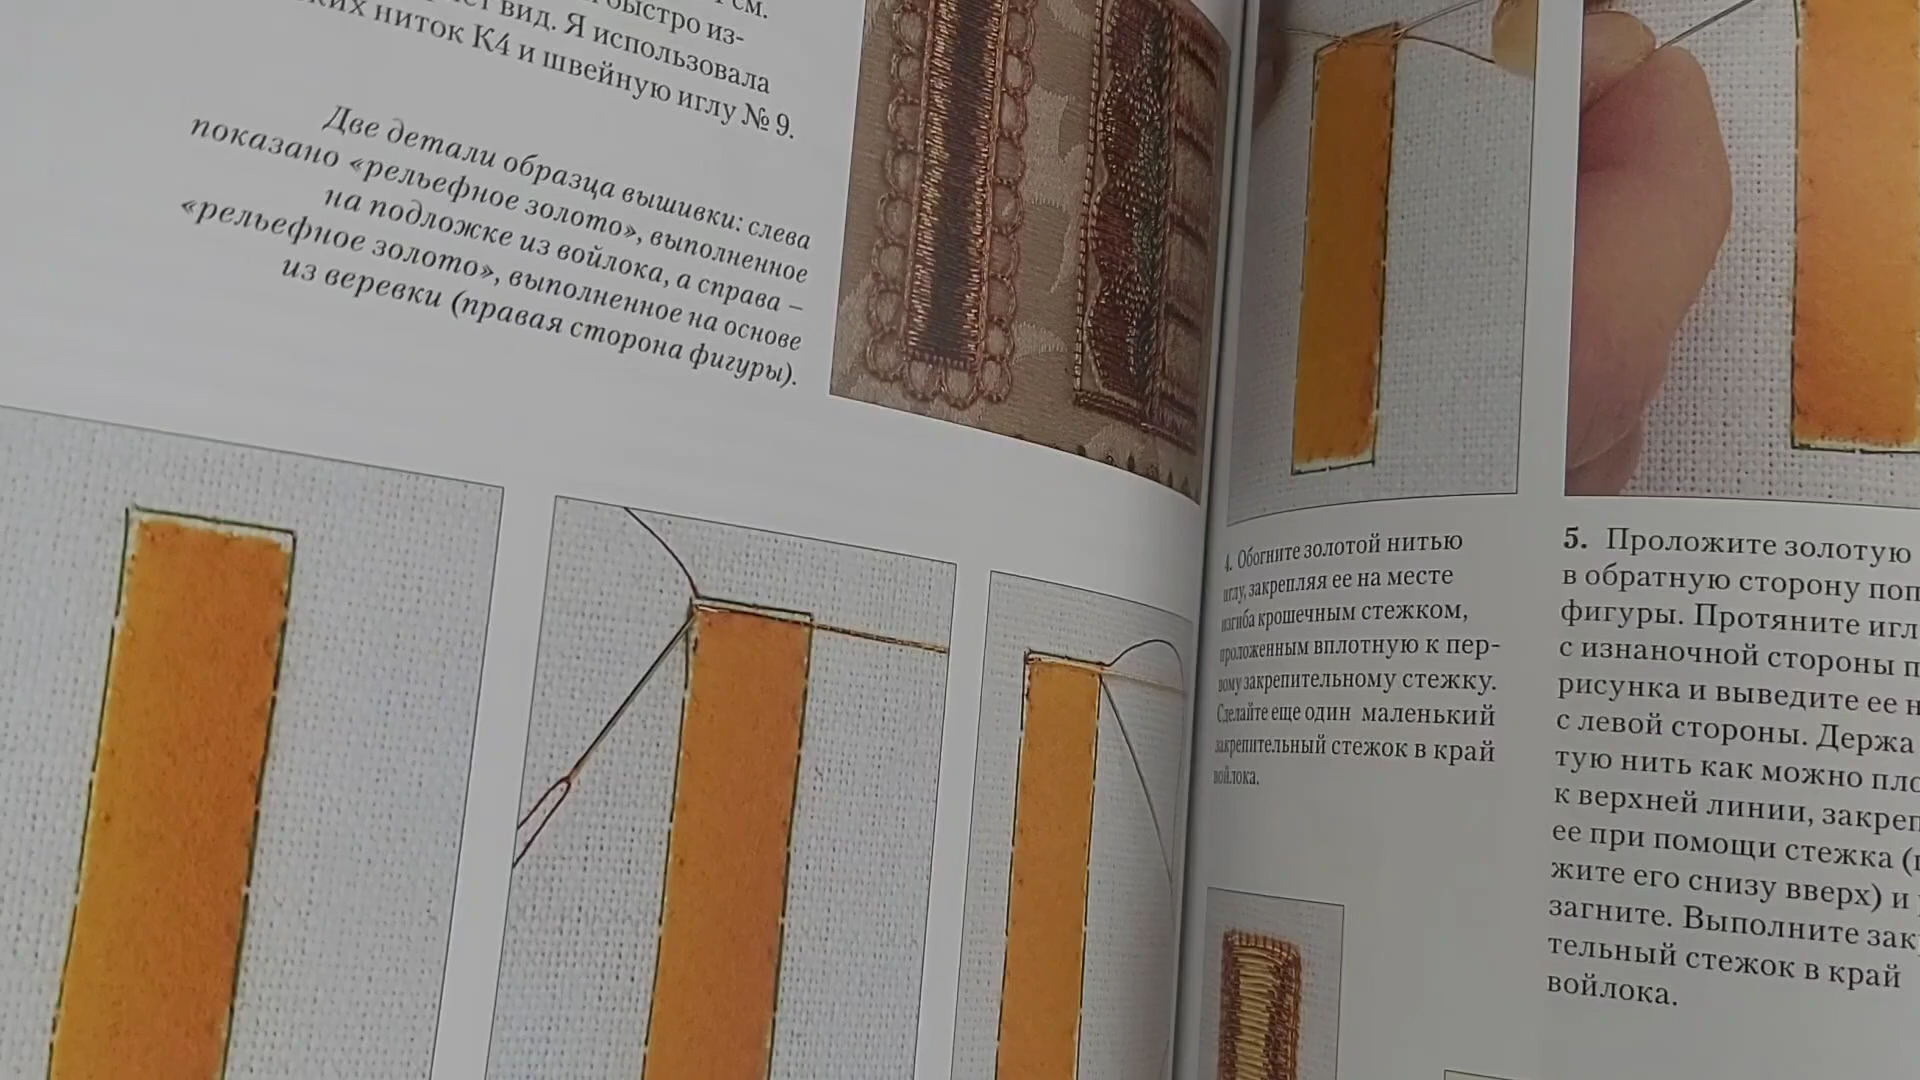 см.
быстро из-
вид. Я использовала
ниток К4 и швейную иглу № 9.
Две детали образца вышивки: слева
показано «рельефное золото», выполненное
на подложке из войлока, а справа –
«рельефное золото», выполненное на основе
из веревки (правая сторона фигуры).
4. Обогните золотой нитью
иглу, закрепляя ее на месте
изгиба крошечным стежком,
проложенным вплотную к пер-
вому закрепительному стежку.
Сделайте еще один маленький
закрепительный стежок в край
войлока.
5. Проложите золотую
в обратную сторону поп
фигуры. Протяните игл
с изнаночной стороны п
рисунка и выведите ее н
с левой стороны. Держа
тую нить как можно пло
к верхней линии, закреп
ее при помощи стежка (п
жите его снизу вверх) и
загните. Выполните зак
тельный стежок в край
войлока.